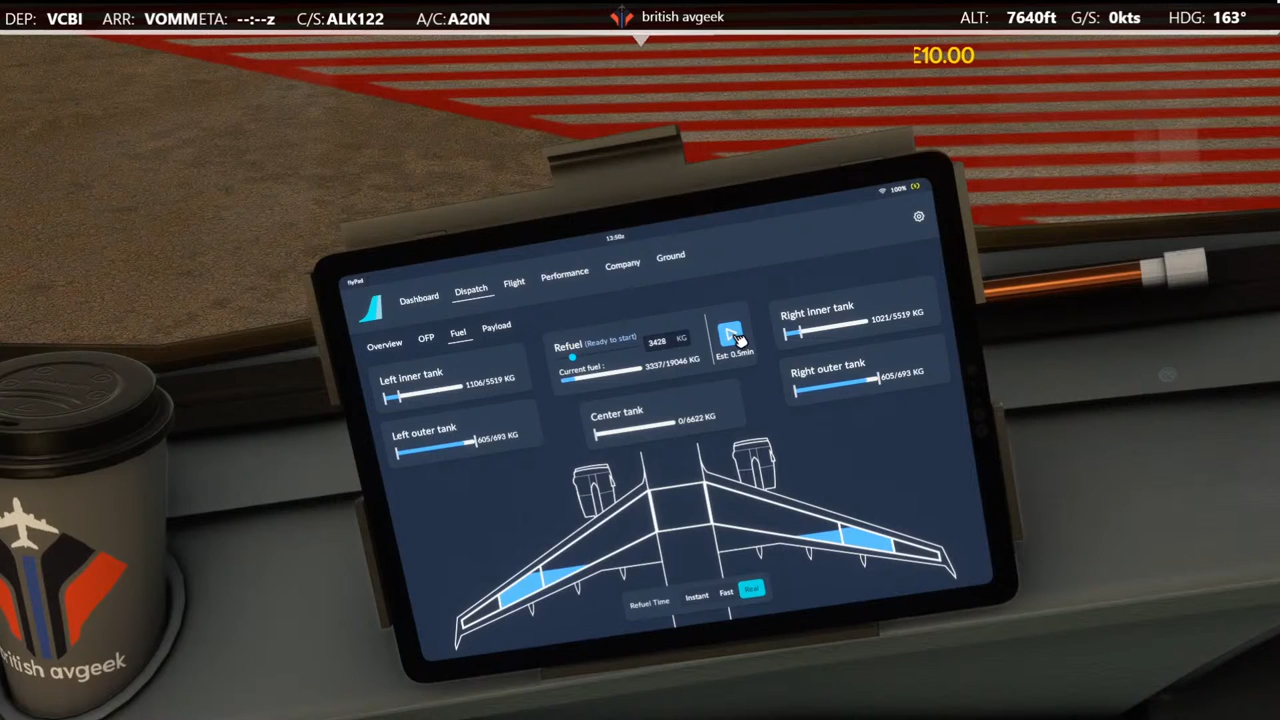 DEP: VCBI ARR: VOMM ETA: --:--z C/S: ALK122 A/C: A20N british avgeek ALT: 7640ft G/S: 0kts HDG: 163°
£10.00
100%
13:50z
flyPad
Dashboard Dispatch Flight Performance Company Ground
Overview OFP Fuel Payload
Refuel (Ready to start) 3428 KG
Current fuel : 3337/19046 KG
Est: 0.5min
Right inner tank
1021/5519 KG
Left inner tank
1106/5519 KG
Right outer tank
605/693 KG
Left outer tank
605/693 KG
Center tank
0/6622 KG
Refuel Time Instant Fast Real
british avgeek